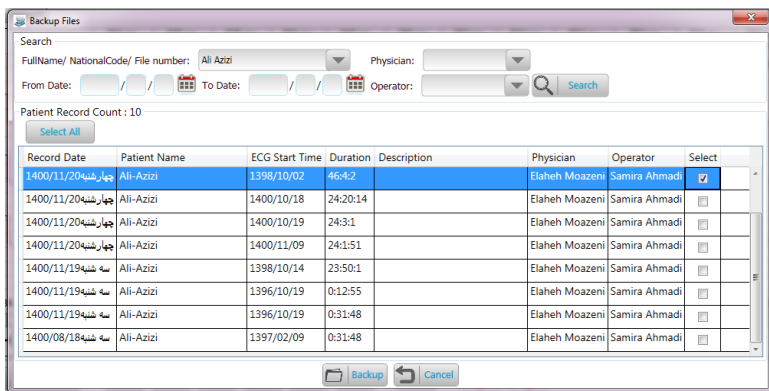 Backup Files
Search
FullName/ NationalCode/ File number: Ali Azizi Physician:
From Date: / / To Date: / / Operator: Search
Patient Record Count : 10
Select All
Record Date Patient Name ECG Start Time Duration Description Physician Operator Select
1400/11/20چهارشنبه Ali-Azizi 1398/10/02 46:4:2 Elaheh Moazeni Samira Ahmadi
1400/11/20چهارشنبه Ali-Azizi 1400/10/18 24:20:14 Elaheh Moazeni Samira Ahmadi
1400/11/20چهارشنبه Ali-Azizi 1400/10/19 24:3:1 Elaheh Moazeni Samira Ahmadi
1400/11/20چهارشنبه Ali-Azizi 1400/11/09 24:1:51 Elaheh Moazeni Samira Ahmadi
1400/11/19سه شنبه Ali-Azizi 1398/10/14 23:50:1 Elaheh Moazeni Samira Ahmadi
1400/11/19سه شنبه Ali-Azizi 1396/10/19 0:12:55 Elaheh Moazeni Samira Ahmadi
1400/11/19سه شنبه Ali-Azizi 1396/10/19 0:31:48 Elaheh Moazeni Samira Ahmadi
1400/08/18سه شنبه Ali-Azizi 1397/02/09 0:31:48 Elaheh Moazeni Samira Ahmadi
Backup Cancel